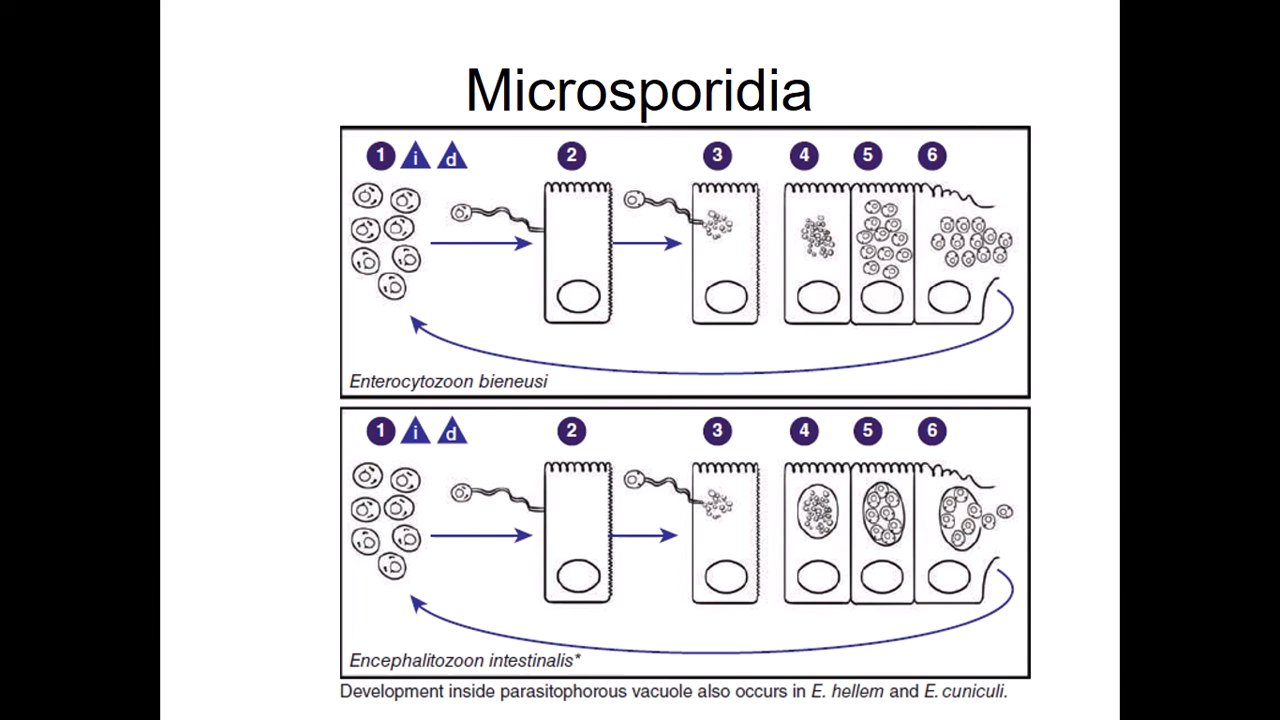 Microsporidia
1 i d 2 3 4 5 6
Enterocytozoon bieneusi
1 i d 2 3 4 5 6
Encephalitozoon intestinalis*
Development inside parasitophorous vacuole also occurs in E. hellem and E. cuniculi.